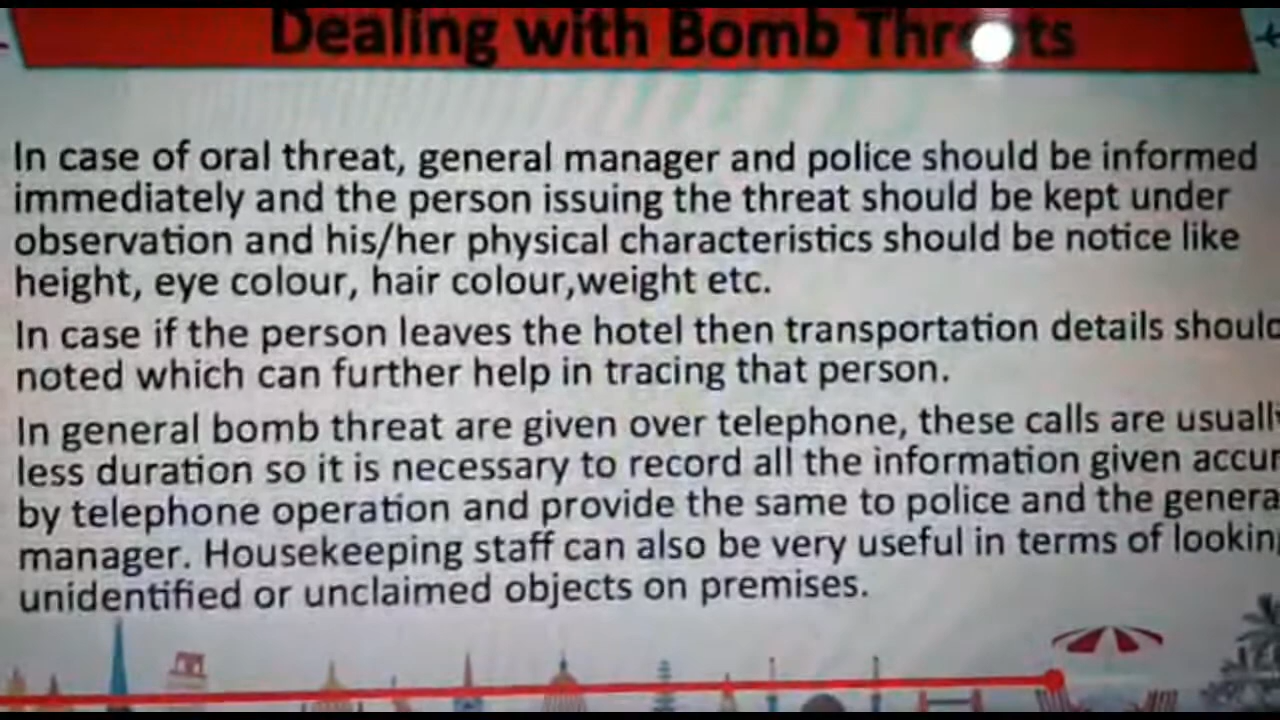 Dealing with Bomb Threats
In case of oral threat, general manager and police should be informed
immediately and the person issuing the threat should be kept under
observation and his/her physical characteristics should be notice like
height, eye colour, hair colour,weight etc.
In case if the person leaves the hotel then transportation details should
noted which can further help in tracing that person.
In general bomb threat are given over telephone, these calls are usually
less duration so it is necessary to record all the information given accur
by telephone operation and provide the same to police and the genera
manager. Housekeeping staff can also be very useful in terms of lookin
unidentified or unclaimed objects on premises.